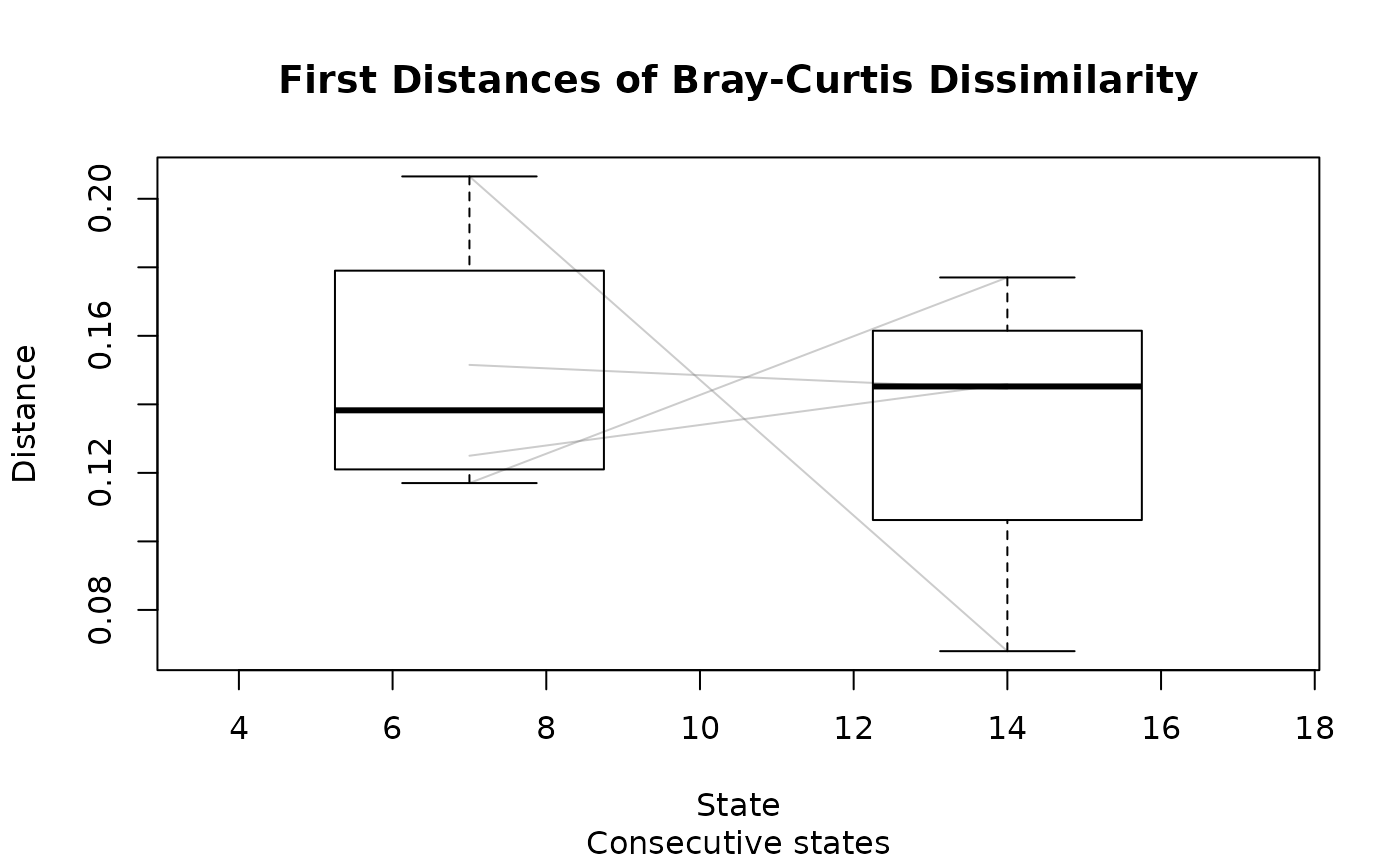 First Distances of Bray-Curtis Dissimilarity
0.20
0.16
0.12
0.08
Distance
4 6 8 10 12 14 16 18
State
Consecutive states